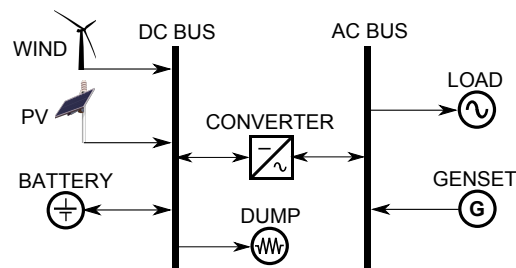 DC BUS
AC BUS
WIND
LOAD
PV
CONVERTER
BATTERY
GENSET
G
DUMP